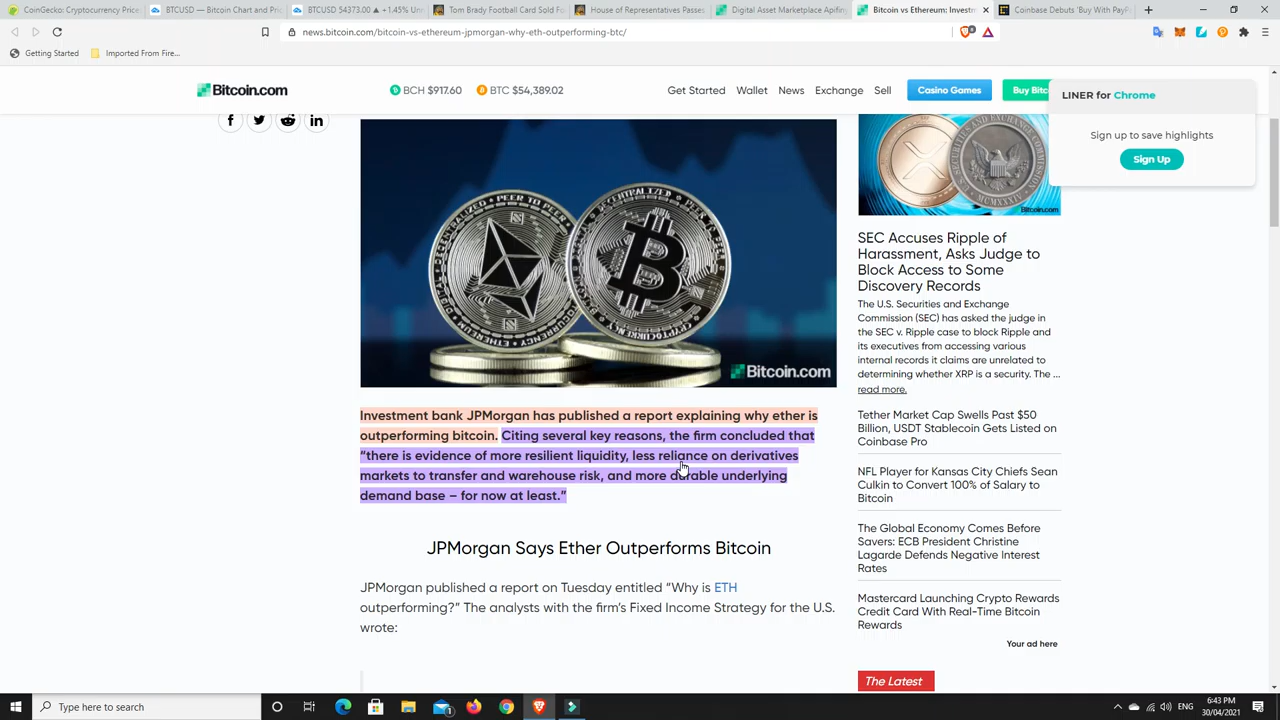 CoinGecko: Cryptocurrency Price
BTCUSD — Bitcoin Chart and Pric
BTCUSD 54373.00 ▲ +1.45% Unn
Tom Brady Football Card Sold Fo
House of Representatives Passes
Digital Marketplace Apifiny
Bitcoin vs Ethereum: Investm
Coinbase Debuts 'Buy With PayP
news.bitcoin.com/bitcoin-vs-ethereum-jpmorgan-why-eth-outperforming-btc/
Getting Started
Imported From Fire...
Bitcoin.com
BCH $917.60
BTC $54,389.02
Get Started
Wallet
News
Exchange
Sell
Casino Games
Buy Bitc
LINER for Chrome
Sign up to save highlights
Sign Up
PEER TO PEER
DECENTRALIZED
PEER TO PEER
CRYPTOCURRENCY
Bitcoin.com
Investment bank JPMorgan has published a report explaining why ether is
outperforming bitcoin. Citing several key reasons, the firm concluded that
“there is evidence of more resilient liquidity, less reliance on derivatives
markets to transfer and warehouse risk, and more durable underlying
demand base – for now at least.”
JPMorgan Says Ether Outperforms Bitcoin
JPMorgan published a report on Tuesday entitled “Why is ETH
outperforming?” The analysts with the firm’s Fixed Income Strategy for the U.S.
wrote:
Bitcoin.com
SEC Accuses Ripple of
Harassment, Asks Judge to
Block Access to Some
Discovery Records
The U.S. Securities and Exchange
Commission (SEC) has asked the judge in
the SEC v. Ripple case to block Ripple and
its executives from accessing various
internal records it claims are unrelated to
determining whether XRP is a security. The ...
read more.
Tether Market Cap Swells Past $50
Billion, USDT Stablecoin Gets Listed on
Coinbase Pro
NFL Player for Kansas City Chiefs Sean
Culkin to Convert 100% of Salary to
Bitcoin
The Global Economy Comes Before
Savers: ECB President Christine
Lagarde Defends Negative Interest
Rates
Mastercard Launching Crypto Rewards
Credit Card With Real-Time Bitcoin
Rewards
Your ad here
The Latest
Type here to search
ENG
6:43 PM
30/04/2021